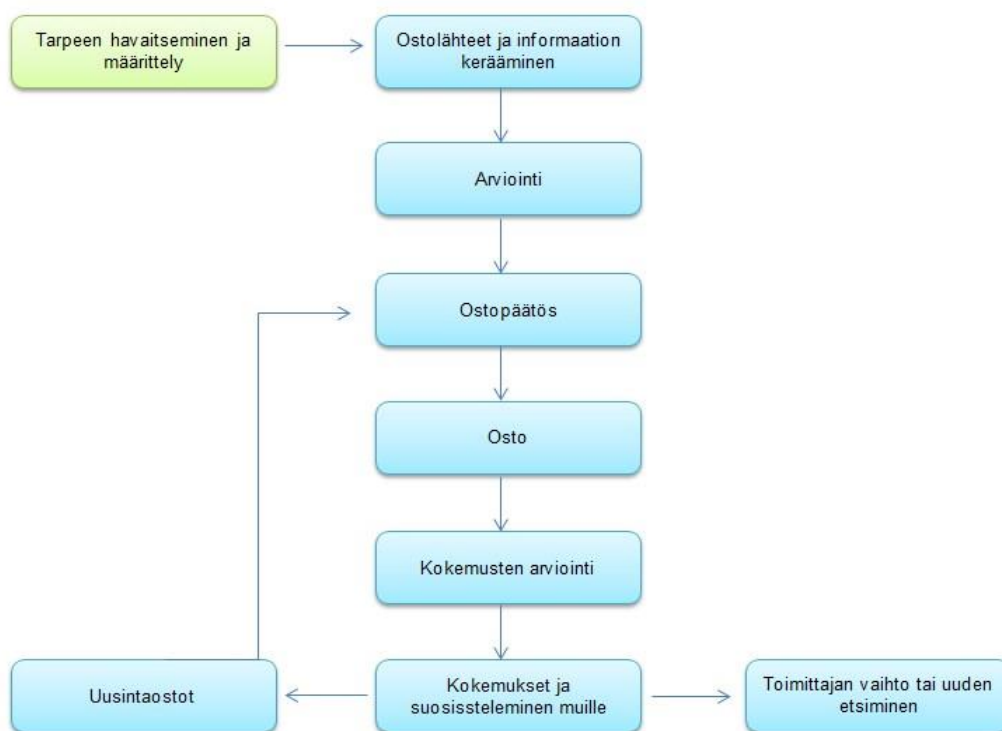 Tarpeen havaitseminen ja
määrittely
Ostolähteet ja informaation
kerääminen
Arviointi
Ostopäätös
Osto
Kokemusten arviointi
Uusintaostot
Kokemukset ja
suosissteleminen muille
Toimittajan vaihto tai uuden
etsiminen